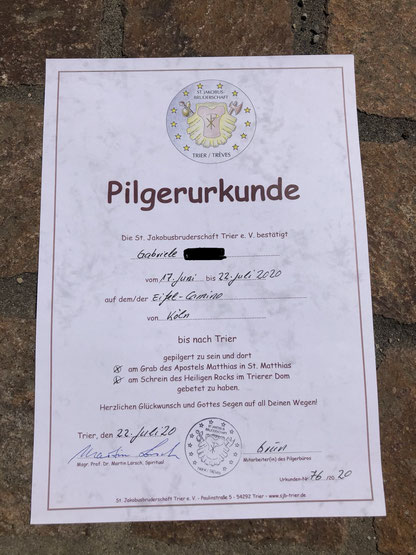 ST. JAKOBUS
BRUDERSCHAFT
TRIER / TRÈVES
Pilgerurkunde
Die St. Jakobusbruderschaft Trier e. V. bestätigt
Gabriele
vom 17. Juni bis 22. Juli 2020
auf dem/der Eifel-Camino
von Köln
bis nach Trier
gepilgert zu sein und dort
am Grab des Apostels Matthias in St. Matthias
am Schrein des Heiligen Rocks im Trierer Dom
gebetet zu haben.
Herzlichen Glückwunsch und Gottes Segen auf all Deinen Wegen!
Trier, den 22. Juli 20
Msgr. Prof. Dr. Martin Lörsch, Spiritual
Mitarbeiter(in) des Pilgerbüros
Urkunden-Nr. 76 /20 20
St. Jakobusbruderschaft Trier e.V. - Paulinstraße 5 - 54292 Trier - www.sjb-trier.de